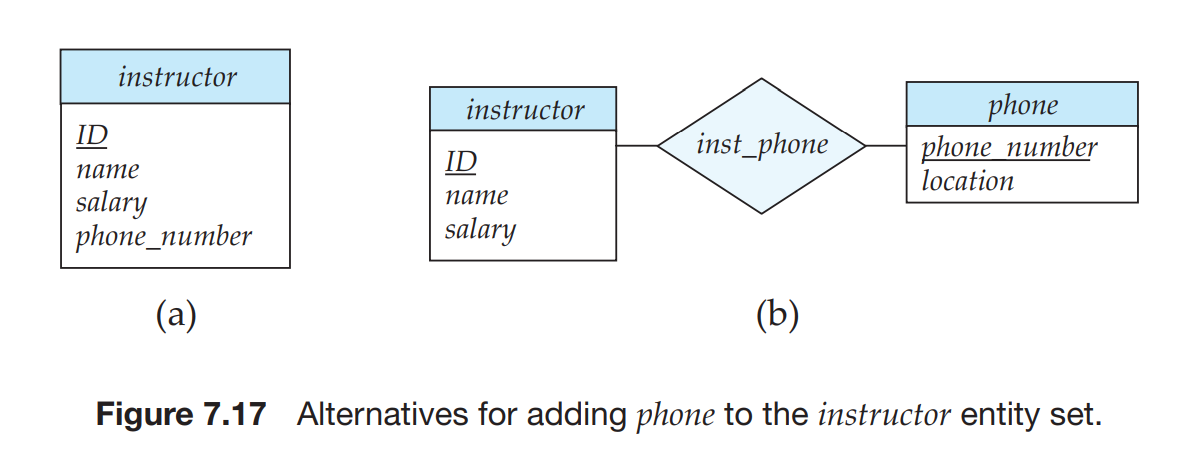 instructor
ID
name
salary
phone_number
(a)
instructor
ID
name
salary
inst_phone
phone
phone_number
location
(b)
Figure 7.17 Alternatives for adding phone to the instructor entity set.